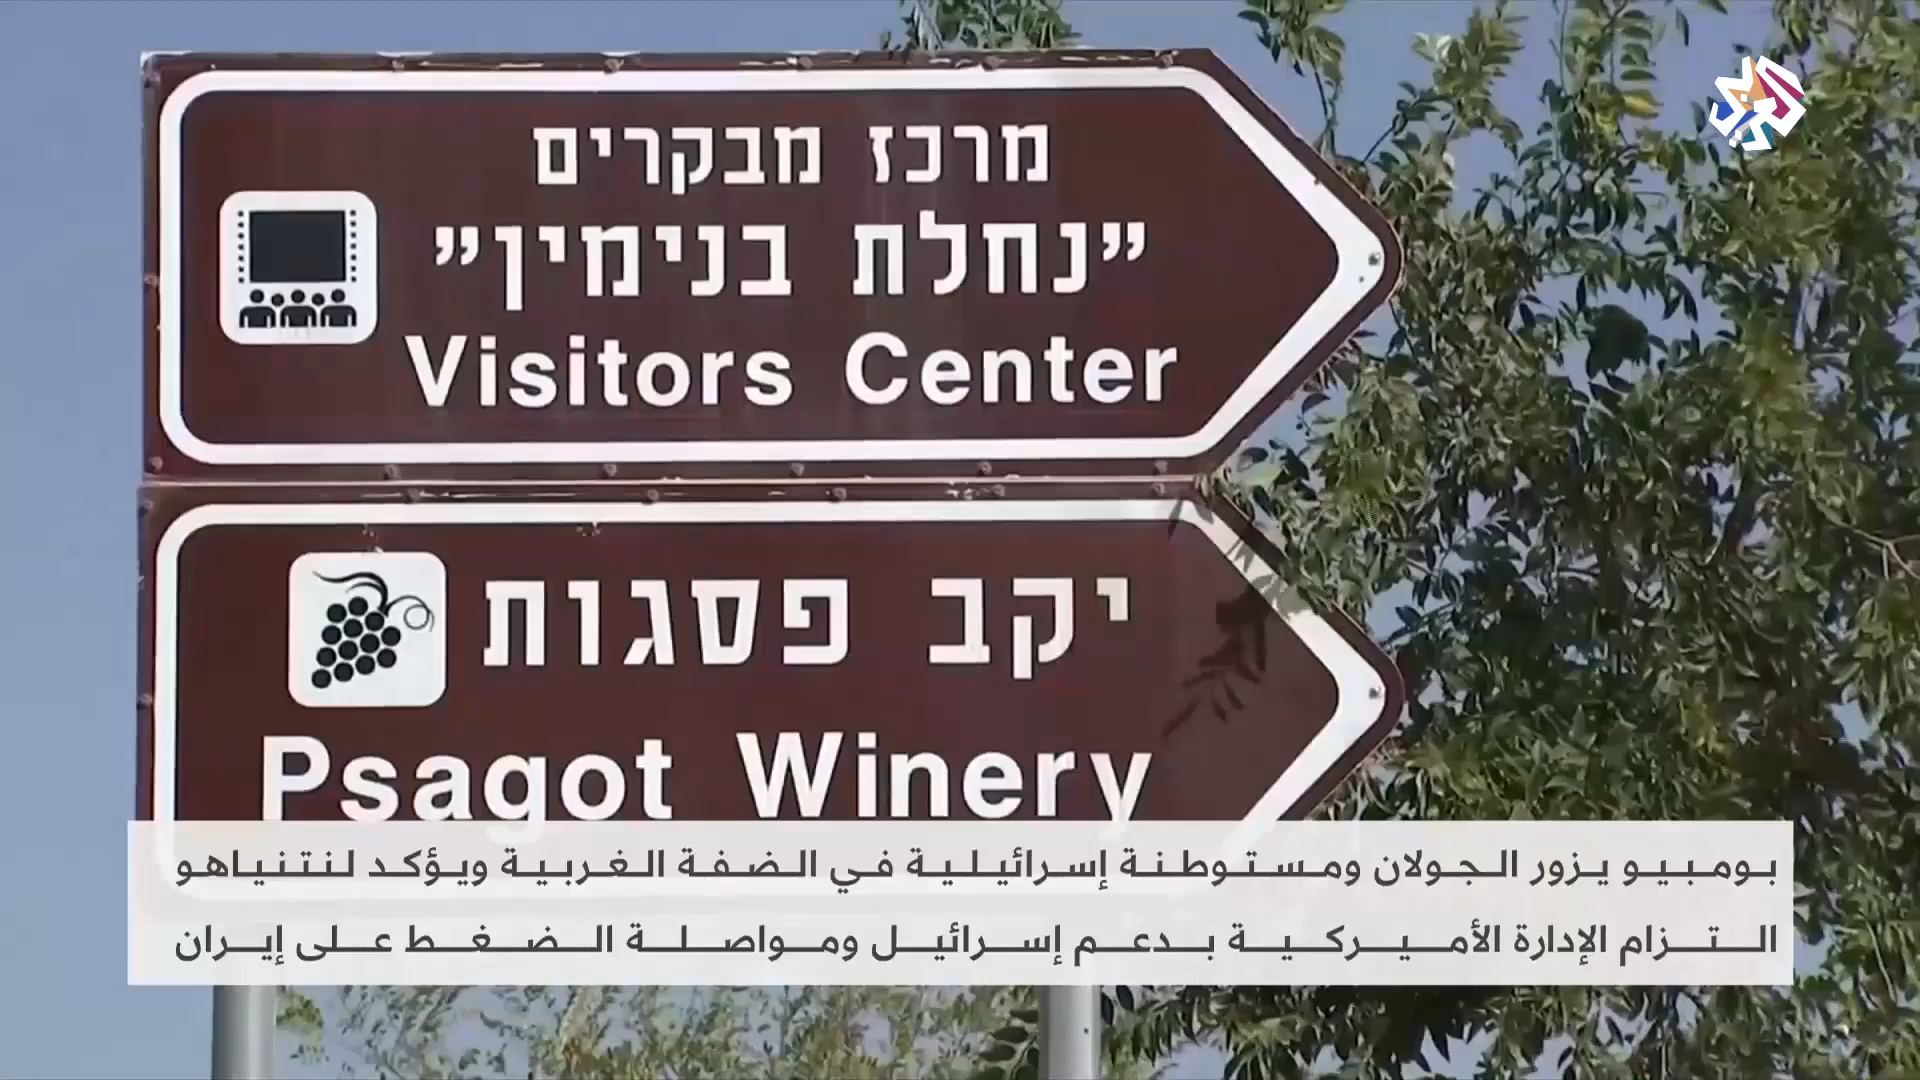 מרכז מבקרים
"נחלת בנימין"
Visitors Center
יקב פסגות
Psagot Winery
بومبيو يزور الجولان ومستوطنة إسرائيلية في الضفة الغربية ويؤكد لنتنياهو
التزام الإدارة الأميركية بدعم إسرائيل ومواصلة الضغط على إيران